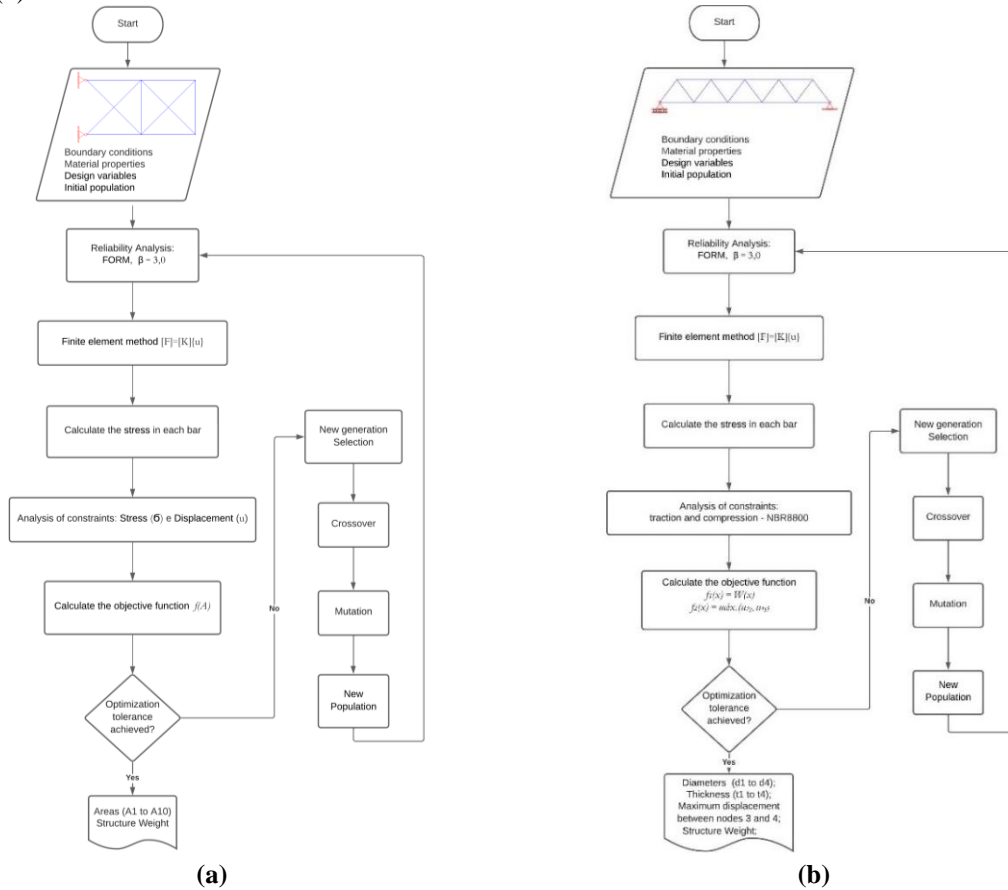 Start
Boundary conditions
Material properties
Design variables
Initial population
Reliability Analysis:
FORM, β = 3,0
Finite element method {F}=[K]{u}
Calculate the stress in each bar
Analysis of constraints: Stress (Ϭ) e Displacement (u)
Calculate the objective function f(A)
Optimization
tolerance
achieved?
No
Yes
Areas (A1 to A10)
Structure Weight
New generation
Selection
Crossover
Mutation
New
Population
(a)
Start
Boundary conditions
Material properties
Design variables
Initial population
Reliability Analysis:
FORM, β = 3,0
Finite element method {F}=[K]{u}
Calculate the stress in each bar
Analysis of constraints:
traction and compression - NBR8800
Calculate the objective function
f₁(x) = W(x)
f₂(x) = máx.
Optimization
tolerance
achieved?
No
Yes
Diameters (d1 to d4);
Thickness (t1 to t4);
Maximum displacement
between nodes 3 and 4;
Structure Weight;
New generation
Selection
Crossover
Mutation
New
Population
(b)